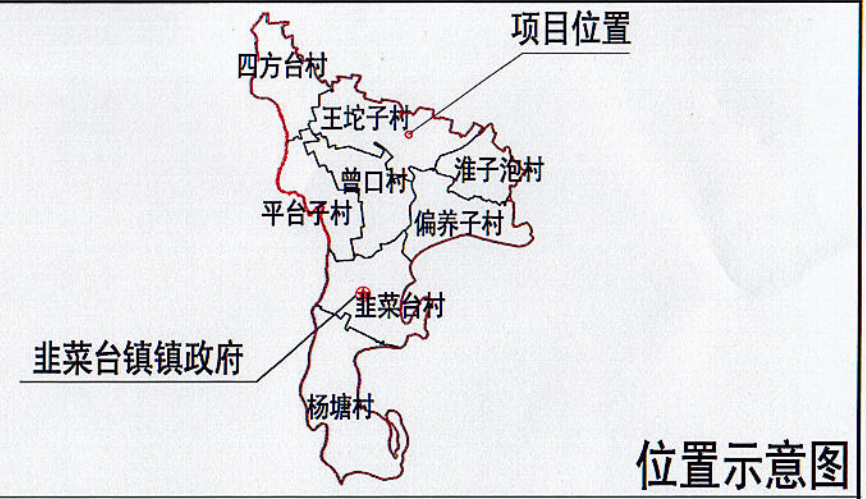 项目位置
四方台村
王坨子村
淮子泡村
曾口村
平台子村
偏养子村
韭菜台村
韭菜台镇镇政府
杨塘村
位置示意图